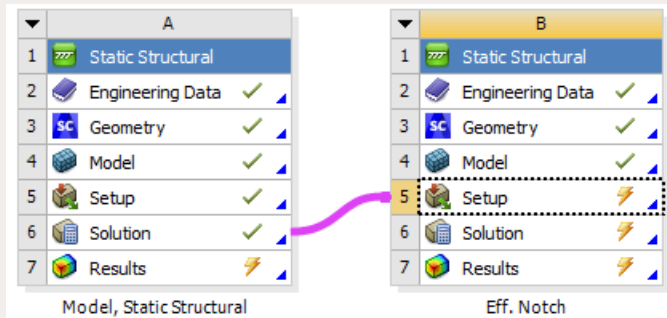 A
1 Static Structural
2 Engineering Data
3 SC Geometry
4 Model
5 Setup
6 Solution
7 Results
Model, Static Structural
B
1 Static Structural
2 Engineering Data
3 SC Geometry
4 Model
5 Setup
6 Solution
7 Results
Eff. Notch